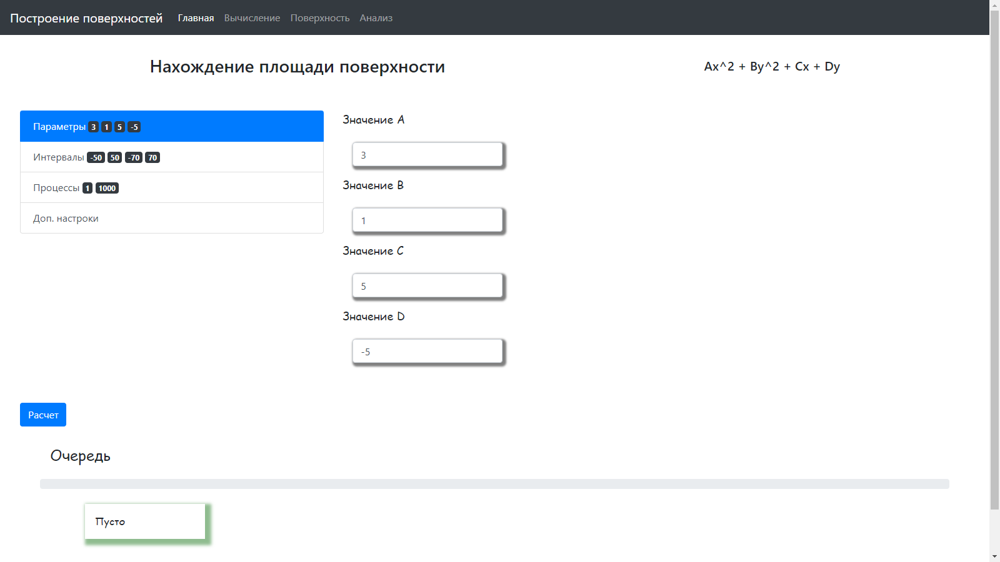 Построение поверхностей Главная Вычисление Поверхность Анализ
Нахождение площади поверхности
Ax^2 + By^2 + Cx + Dy
Параметры 3 1 5 -5
Интервалы -50 50 -70 70
Процессы 1 1000
Доп. настроки
Значение A
3
Значение B
1
Значение C
5
Значение D
-5
Расчет
Очередь
Пусто